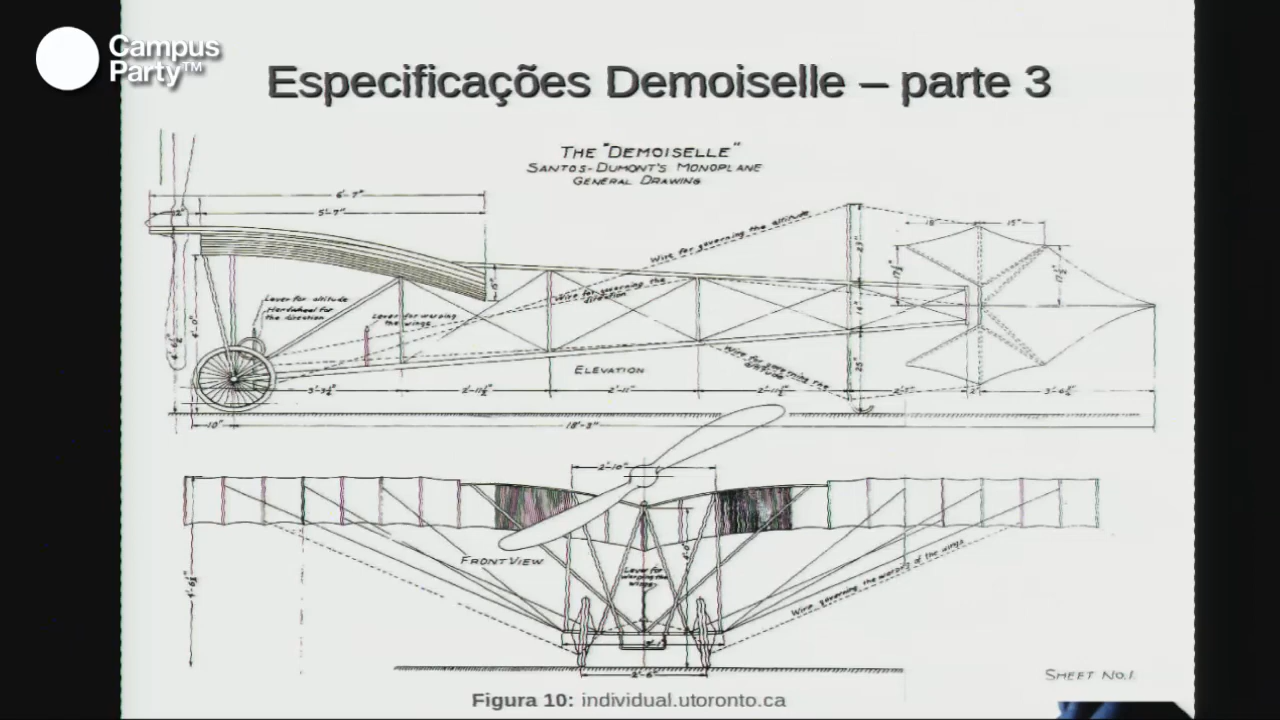 Campus
Party™
Especificações Demoiselle – parte 3
THE "DEMOISELLE"
SANTOS-DUMONT'S MONOPLANE
GENERAL DRAWING
6'-7"
5'-7"
Wire for governing the altitude
Wire for governing the
direction
Lever for altitude
Handwheel for
the direction
Lever for warping
the wings
Wire for governing the
ELEVATION
2'-11"
10"
15"
18'-3"
2'-10"
FRONT VIEW
Lever for
warping the
wings
Wire governing the warping of the wings
2'-6"
SHEET No.1.
Figura 10: individual.utoronto.ca